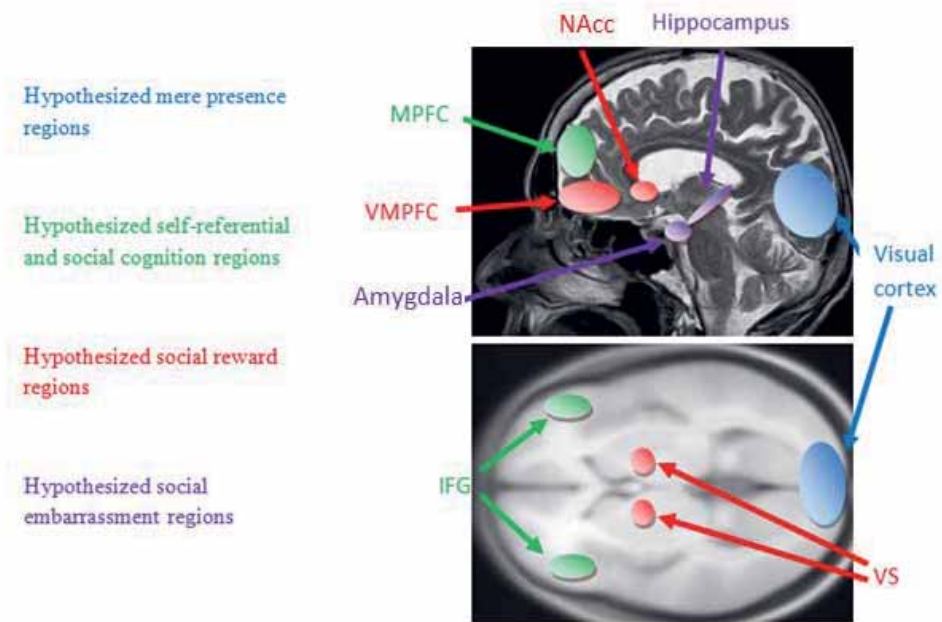 Hypothesized mere presence
regions
Hypothesized self-referential
and social cognition regions
Hypothesized social reward
regions
Hypothesized social
embarrassment regions
NAcc
Hippocampus
MPFC
VMPFC
Amygdala
Visual
cortex
IFG
VS